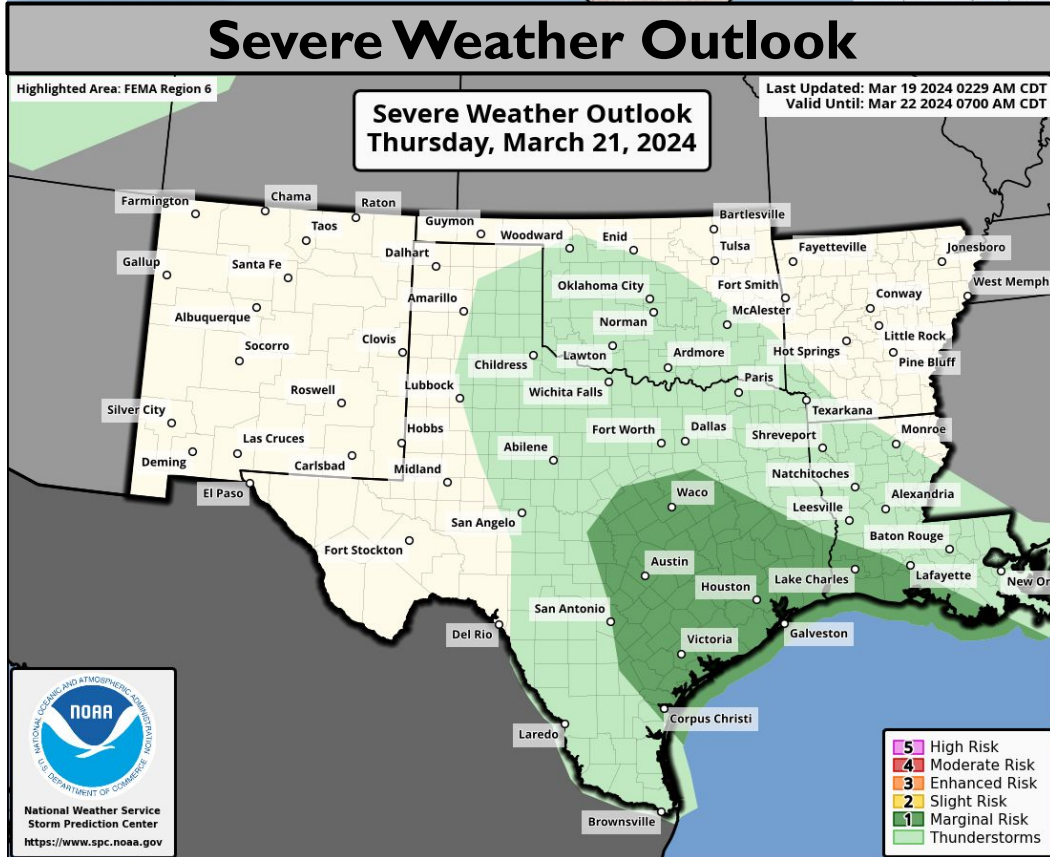 Severe Weather Outlook
Highlighted Area: FEMA Region 6
Last Updated: Mar 19 2024 0229 AM CDT
Valid Until: Mar 22 2024 0700 AM CDT
Severe Weather Outlook
Thursday, March 21, 2024
Farmington
Chama
Raton
Taos
Guymon
Woodward
Enid
Bartlesville
Tulsa
Fayetteville
Jonesboro
Gallup
Santa Fe
Dalhart
Amarillo
Oklahoma City
Fort Smith
West Memph
Conway
Albuquerque
Norman
McAlester
Little Rock
Socorro
Clovis
Childress
Lawton
Ardmore
Hot Springs
Pine Bluff
Roswell
Lubbock
Wichita Falls
Paris
Silver City
Texarkana
Las Cruces
Hobbs
Fort Worth
Dallas
Shreveport
Monroe
Deming
Carlsbad
Midland
Abilene
Natchitoches
El Paso
Waco
Alexandria
San Angelo
Leesville
Fort Stockton
Baton Rouge
Austin
Houston
Lake Charles
Lafayette
New Or
San Antonio
Del Rio
Victoria
Galveston
Laredo
Corpus Christi
Brownsville
NATIONAL OCEANIC AND ATMOSPHERIC ADMINISTRATION
NOAA
U.S. DEPARTMENT OF COMMERCE
National Weather Service
Storm Prediction Center
https://www.spc.noaa.gov
5 High Risk
4 Moderate Risk
3 Enhanced Risk
2 Slight Risk
1 Marginal Risk
Thunderstorms